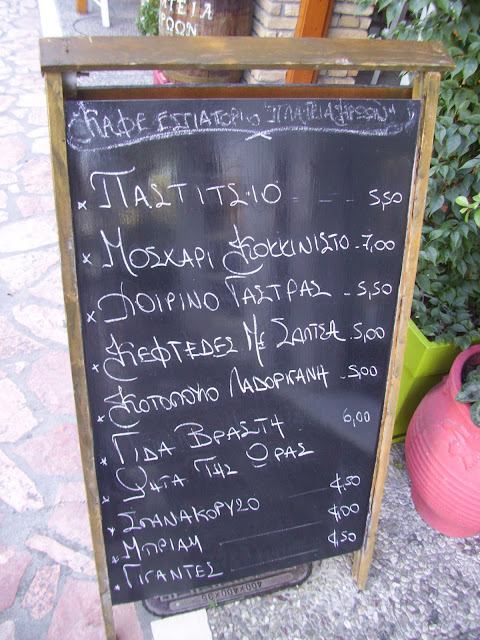 ΤΕΙΑ
ΡΩΩΝ
ΚΑΦΕ ΕΣΤΙΑΤΟΡΙΟ "ΠΛΑΤΕΙΑ ΗΡΩΩΝ"
ΠΑΣΤΙΤΣΙΟ - - - 5,50
ΜΟΣΧΑΡΙ ΚΟΚΚΙΝΙΣΤΟ - 7,00
ΧΟΙΡΙΝΟ ΓΑΣΤΡΑΣ - 5,50
ΚΕΦΤΕΔΕΣ ΜΕ ΣΑΛΤΣΑ - 5,00
ΚΟΤΟΠΟΥΛΟ ΛΑΔΟΡΙΓΑΝΗ - 5,00
ΓΙΔΑ ΒΡΑΣΤΗ 6,00
ΨΗΤΑ ΤΗΣ ΩΡΑΣ
ΣΠΑΝΑΚΟΡΥΖΟ 4,50
ΜΠΡΙΑΜ 4,00
ΓΙΓΑΝΤΕΣ 4,50